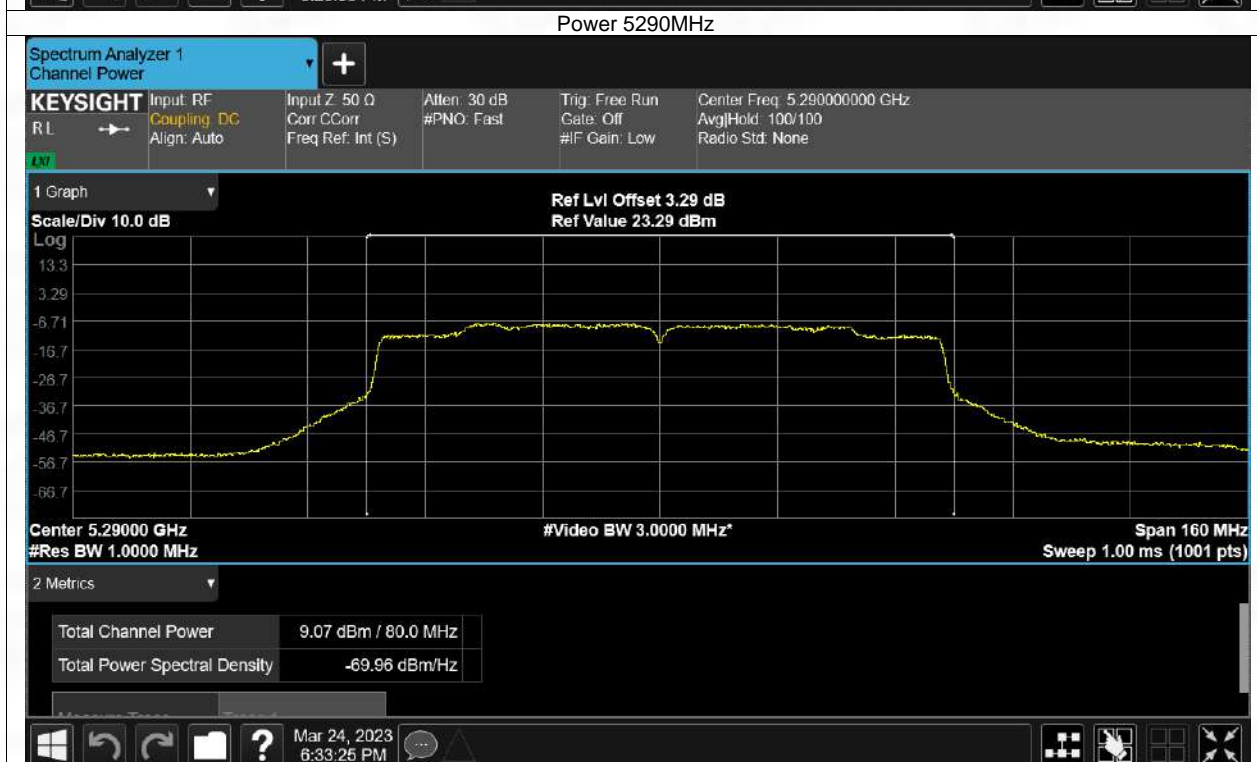 Power 5290MHz
Spectrum Analyzer 1
Channel Power
+
KEYSIGHT
RL
LXI
Input: RF
Coupling: DC
Align: Auto
Input Z: 50 Ω
Corr CCorr
Freq Ref: Int (S)
Atten: 30 dB
#PNO: Fast
Trig: Free Run
Gate: Off
#IF Gain: Low
Center Freq: 5.290000000 GHz
Avg|Hold: 100/100
Radio Std: None
1 Graph
Scale/Div 10.0 dB
Ref Lvl Offset 3.29 dB
Ref Value 23.29 dBm
Log
13.3
3.29
-6.71
-16.7
-26.7
-36.7
-46.7
-56.7
-66.7
Center 5.29000 GHz
#Video BW 3.0000 MHz*
Span 160 MHz
#Res BW 1.0000 MHz
Sweep 1.00 ms (1001 pts)
2 Metrics
Total Channel Power 9.07 dBm / 80.0 MHz
Total Power Spectral Density -69.96 dBm/Hz
?
Mar 24, 2023
6:33:25 PM